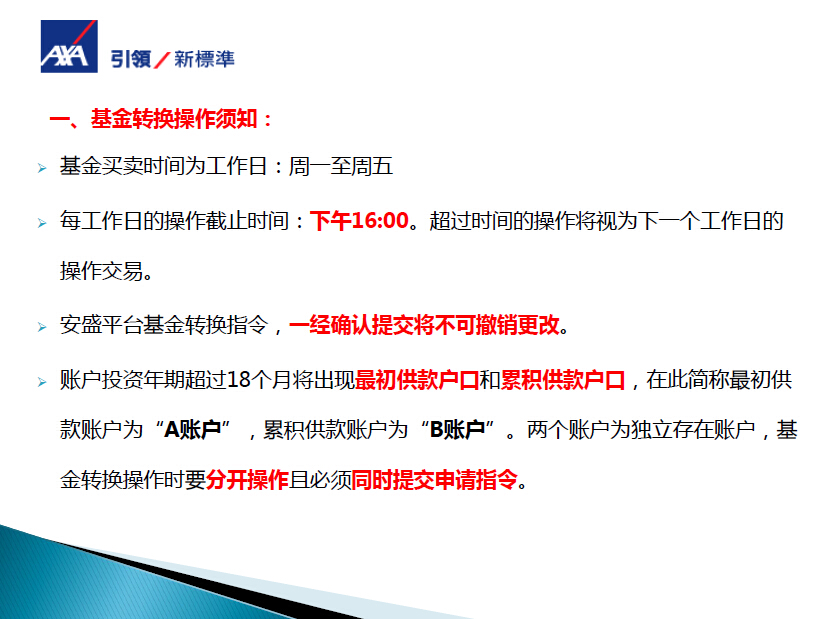 AXA 引領/新標準
一、基金转换操作须知：
基金买卖时间为工作日：周一至周五
每工作日的操作截止时间：下午16:00。超过时间的操作将视为下一个工作日的
操作交易。
安盛平台基金转换指令，一经确认提交将不可撤销更改。
账户投资年期超过18个月将出现最初供款户口和累积供款户口，在此简称最初供
款账户为“A账户”，累积供款账户为“B账户”。两个账户为独立存在账户，基
金转换操作时要分开操作且必须同时提交申请指令。